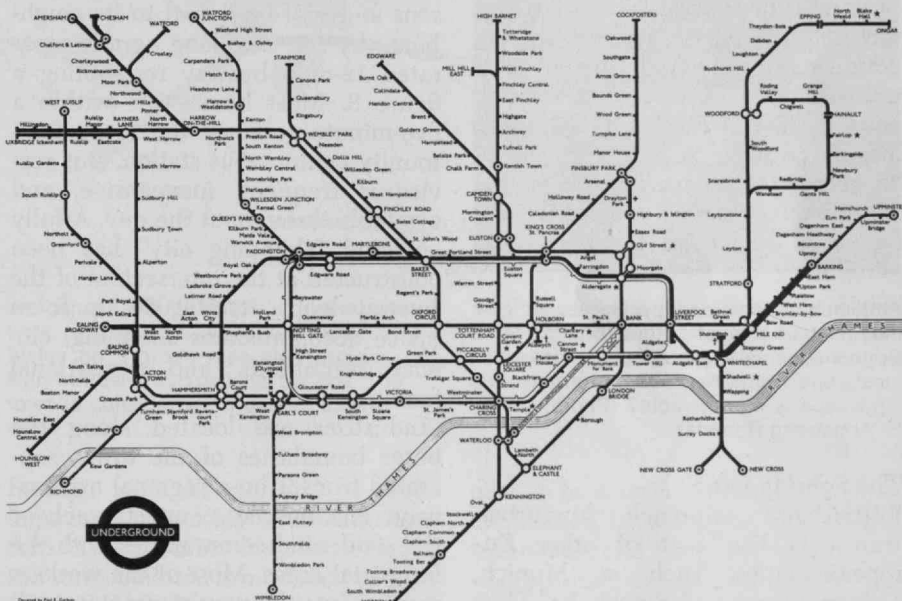 AMERSHAM
CHESHAM
WATFORD
WATFORD JUNCTION
Chalfont & Latimer
Croxley
Watford High Street
Bushey
Chorleywood
Rickmansworth
Moor Park
Carpenders Park
Northwood
Hatch End
Northwood Hills
Headstone Lane
Pinner
North Harrow
Harrow & Wealdstone
WEST RUISLIP
HARROW ON-THE-HILL
Kenton
Hillingdon
UXBRIDGE
Ickenham
Ruislip
Ruislip Manor
Eastcote
RAYNERS LANE
West Harrow
Northwick Park
Preston Road
South Kenton
North Wembley
Wembley Central
Stonebridge Park
Harlesden
WILLESDEN JUNCTION
Kensal Green
QUEEN'S PARK
Kilburn Park
Maida Vale
Warwick Avenue
PADDINGTON
STANMORE
Canons Park
Kingsbury
WEMBLEY PARK
Neasden
Dollis Hill
Willesden Green
Kilburn
West Hampstead
FINCHLEY ROAD
Swiss Cottage
St. John's Wood
EDGWARE
Burnt Oak
Colindale
Hendon Central
Brent
Golders Green
Hampstead
Belsize Park
Chalk Farm
CAMDEN TOWN
Mornington Crescent
EUSTON
HIGH BARNET
Totteridge & Whetstone
Woodside Park
West Finchley
MILL HILL EAST
East Finchley
Highgate
Archway
Tufnell Park
Kentish Town
COCKFOSTERS
Oakwood
Southgate
Arnos Grove
Bounds Green
Wood Green
Turnpike Lane
Manor House
FINSBURY PARK
Arsenal
Drayton Park
Holloway Road
Caledonian Road
Highbury & Islington
KING'S CROSS St. Pancras
Essex Road
Old Street
Angel
Moorgate
Farringdon
Aldersgate
EPPING
North Weald
Blake Hall
ONGAR
Debden
Loughton
Buckhurst Hill
Roding Valley
Grange Hill
Chigwell
WOODFORD
HAINAULT
Fairlop
Barkingside
Newbury Park
South Woodford
Snaresbrook
Redbridge
Wanstead
Gants Hill
Leytonstone
Leyton
STRATFORD
UPMINSTER
Upminster Bridge
Hornchurch
Elm Park
Dagenham East
Dagenham Heathway
Becontree
Upney
BARKING
East Ham
Upton Park
Plaistow
West Ham
Bromley-by-Bow
Bow Road
MILE END
Stepney Green
WHITECHAPEL
Shadwell
Wapping
Rotherhithe
Surrey Docks
NEW CROSS GATE
NEW CROSS
Shoreditch
Bethnal Green
LIVERPOOL STREET
Aldgate
Aldgate East
Tower Hill
Monument
BANK
St. Paul's
Chancery Lane
HOLBORN
Russell Square
Covent Garden
LEICESTER SQUARE
TOTTENHAM COURT ROAD
Goodge Street
Warren Street
Euston Square
Great Portland Street
BAKER STREET
MARYLEBONE
Edgware Road
Edgware Road
OXFORD CIRCUS
PICCADILLY CIRCUS
Trafalgar Square
Strand
CHARING CROSS
Westminster
St. James's Park
VICTORIA
Sloane Square
South Kensington
Gloucester Road
Green Park
Hyde Park Corner
Knightsbridge
High Street Kensington
NOTTING HILL GATE
Marble Arch
Bond Street
Lancaster Gate
Holland Park
Shepherd's Bush
White City
East Acton
North Acton
West Acton
EALING BROADWAY
Royal Oak
Westbourne Park
Ladbroke Grove
Goldhawk Road
Ruislip Gardens
South Ruislip
Northolt
Greenford
Perivale
Hanger Lane
Sudbury Hill
Sudbury Town
Alperton
Park Royal
North Ealing
EALING COMMON
South Ealing
Northfields
Boston Manor
Osterley
Hounslow East
Hounslow Central
HOUNSLOW WEST
ACTON TOWN
Chiswick Park
Turnham Green
Stamford Brook
Ravenscourt Park
HAMMERSMITH
Barons Court
West Kensington
(Olympia)
EARL'S COURT
West Brompton
Fulham Broadway
Parsons Green
Putney Bridge
East Putney
Southfields
Wimbledon Park
WIMBLEDON
Gunnersbury
Kew Gardens
RICHMOND
Temple
Blackfriars
Mansion House
Cannon Street
LONDON BRIDGE
Borough
WATERLOO
Lambeth North
ELEPHANT & CASTLE
KENNINGTON
Oval
Stockwell
Clapham North
Clapham Common
Clapham South
Balham
Tooting Bec
Tooting Broadway
Collier's Wood
South Wimbledon
RIVER THAMES
RIVER THAMES
UNDERGROUND